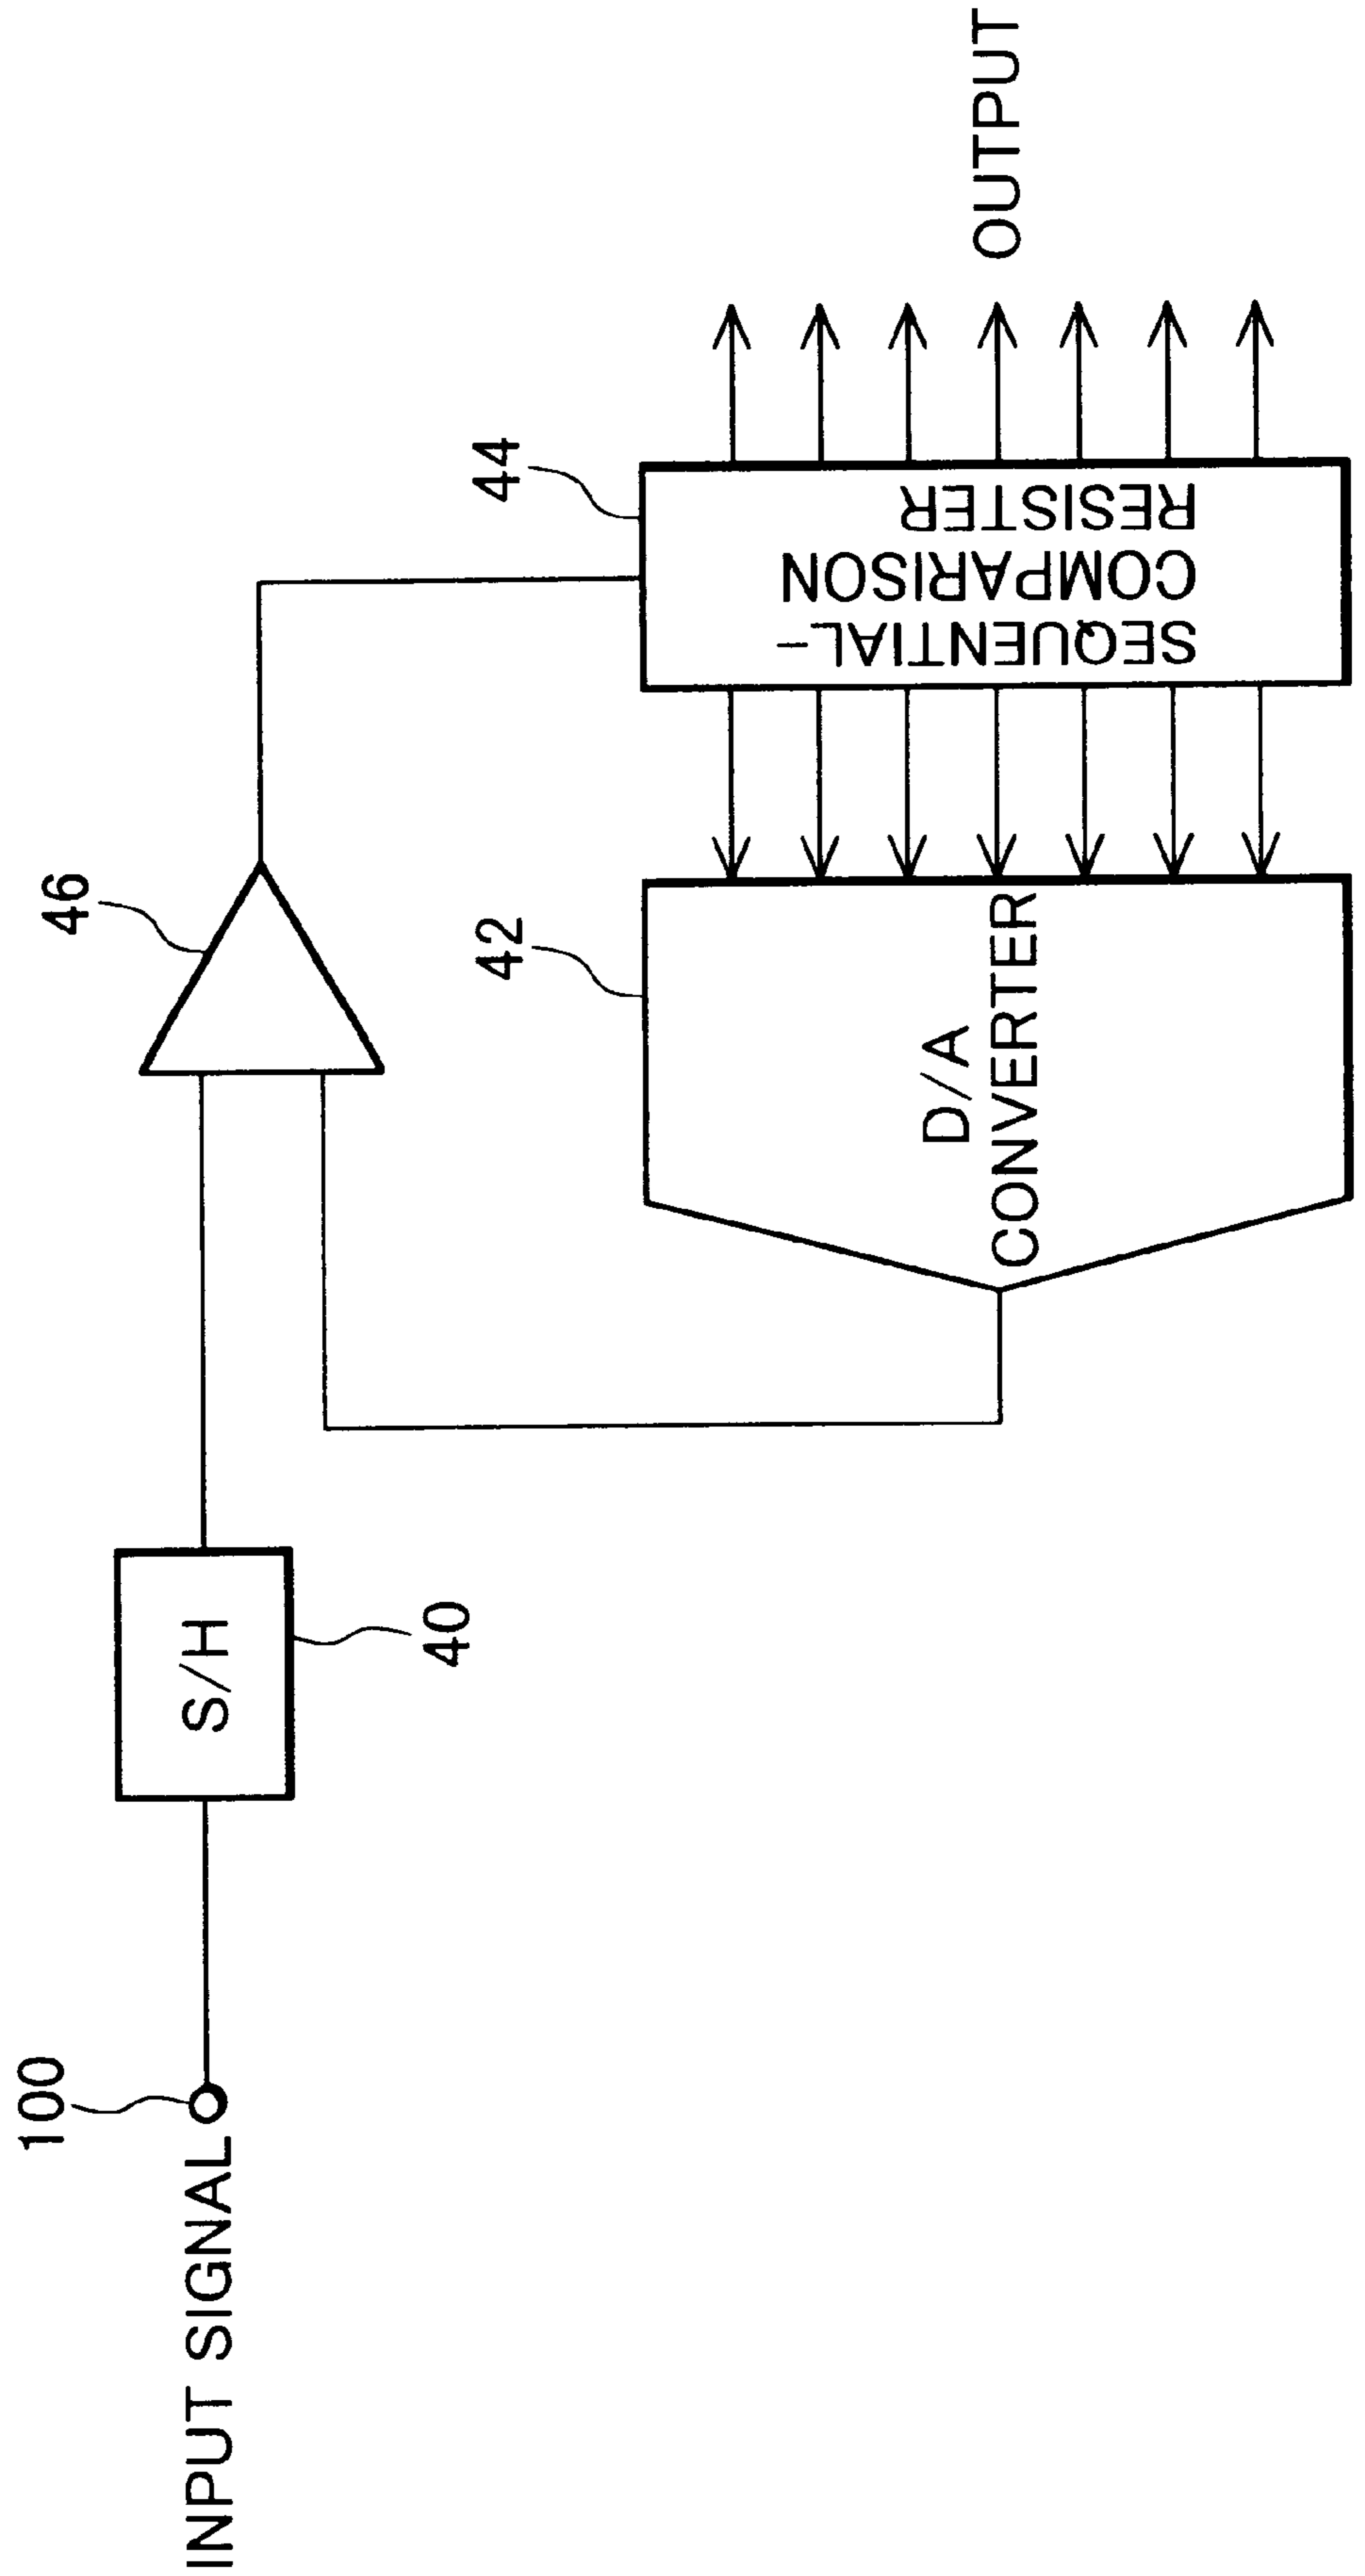 INPUT SIGNAL
100
S/H
40
46
42
D/A
CONVERTER
44
SEQUENTIAL-
COMPARISON
RESISTER
OUTPUT